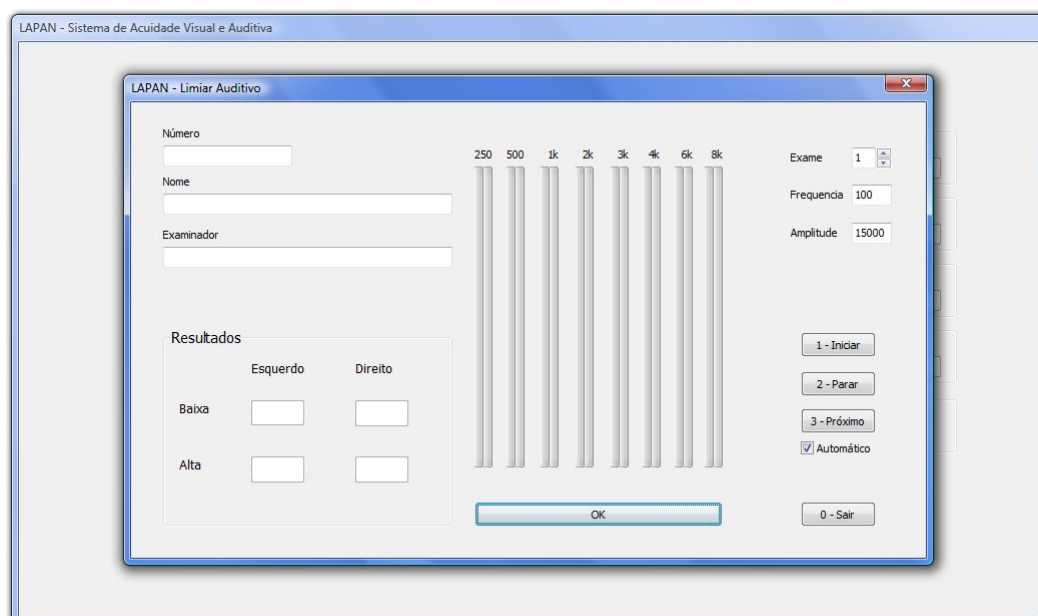 LAPAN - Sistema de Acuidade Visual e Auditiva
LAPAN - Limiar Auditivo
Número
Nome
Examinador
250 500 1k 2k 3k 4k 6k 8k
Exame 1
Frequencia 100
Amplitude 15000
Resultados
Esquerdo Direito
Baixa
Alta
1 - Iniciar
2 - Parar
3 - Próximo
Automático
OK
0 - Sair